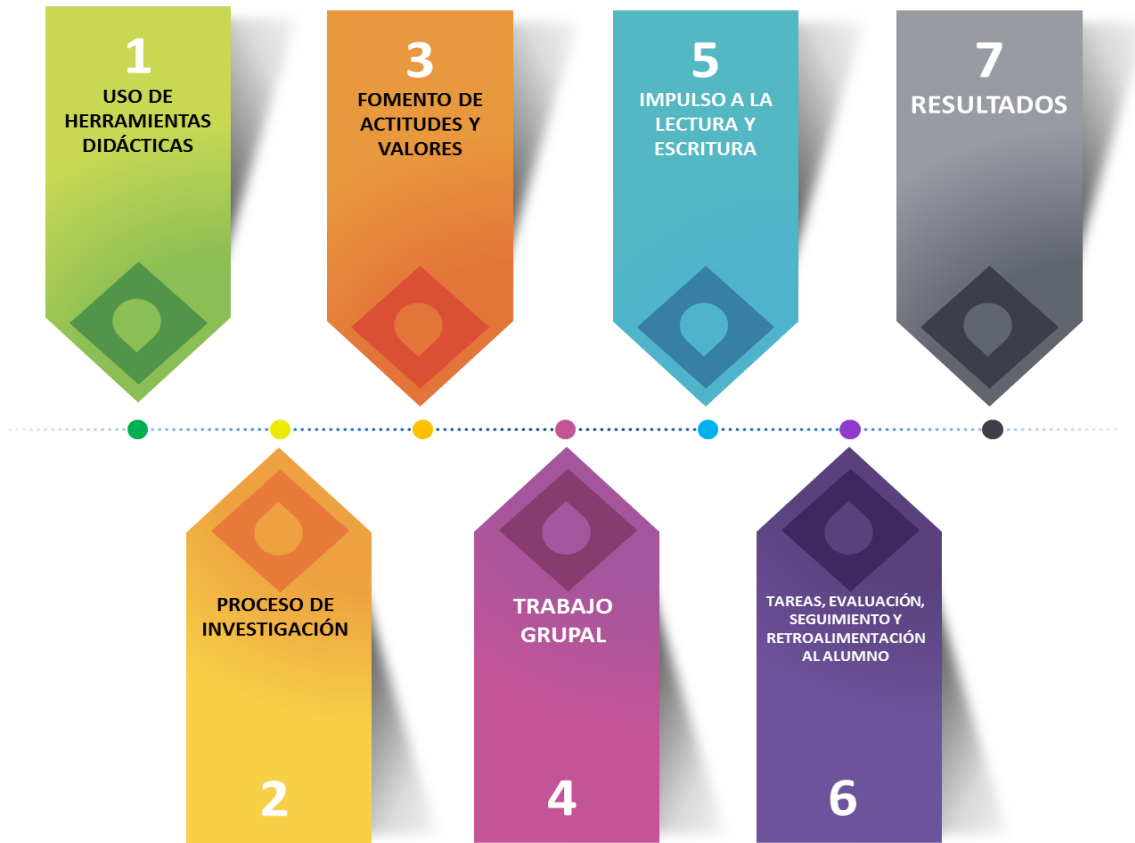 1
USO DE
HERRAMIENTAS
DIDÁCTICAS
3
FOMENTO DE
ACTITUDES Y
VALORES
5
IMPULSO A LA
LECTURA Y
ESCRITURA
7
RESULTADOS
PROCESO DE
INVESTIGACIÓN
2
TRABAJO
GRUPAL
4
TAREAS, EVALUACIÓN,
SEGUIMIENTO Y
RETROALIMENTACIÓN
AL ALUMNO
6